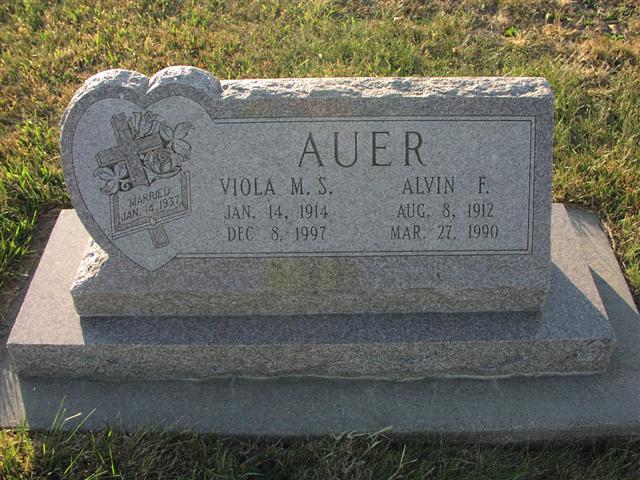 AUER
MARRIED
JAN. 14, 1937
VIOLA M. S.
JAN. 14, 1914
DEC 8, 1997
ALVIN F.
AUG. 8, 1912
MAR. 27, 1990